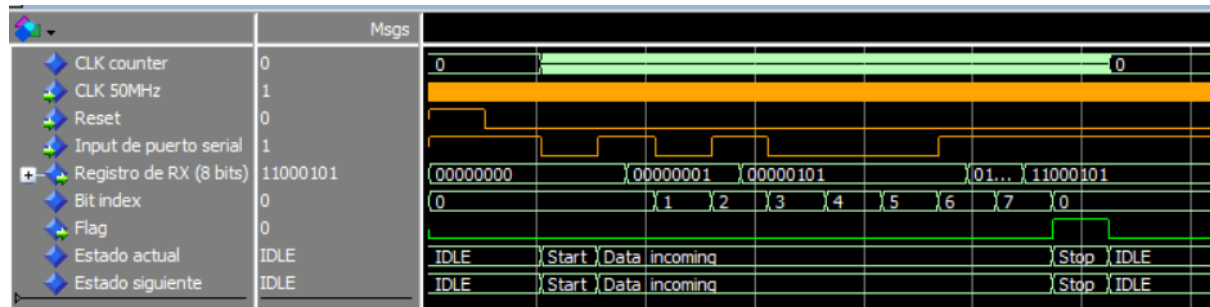 Msgs
CLK counter 0 0 0
CLK 50MHz 1
Reset 0
Input de puerto serial 1
Registro de RX (8 bits) 11000101 00000000 00000001 00000101 01... 11000101
Bit index 0 0 1 2 3 4 5 6 7 0
Flag 0
Estado actual IDLE IDLE Start Data incoming Stop IDLE
Estado siguiente IDLE IDLE Start Data incoming Stop IDLE